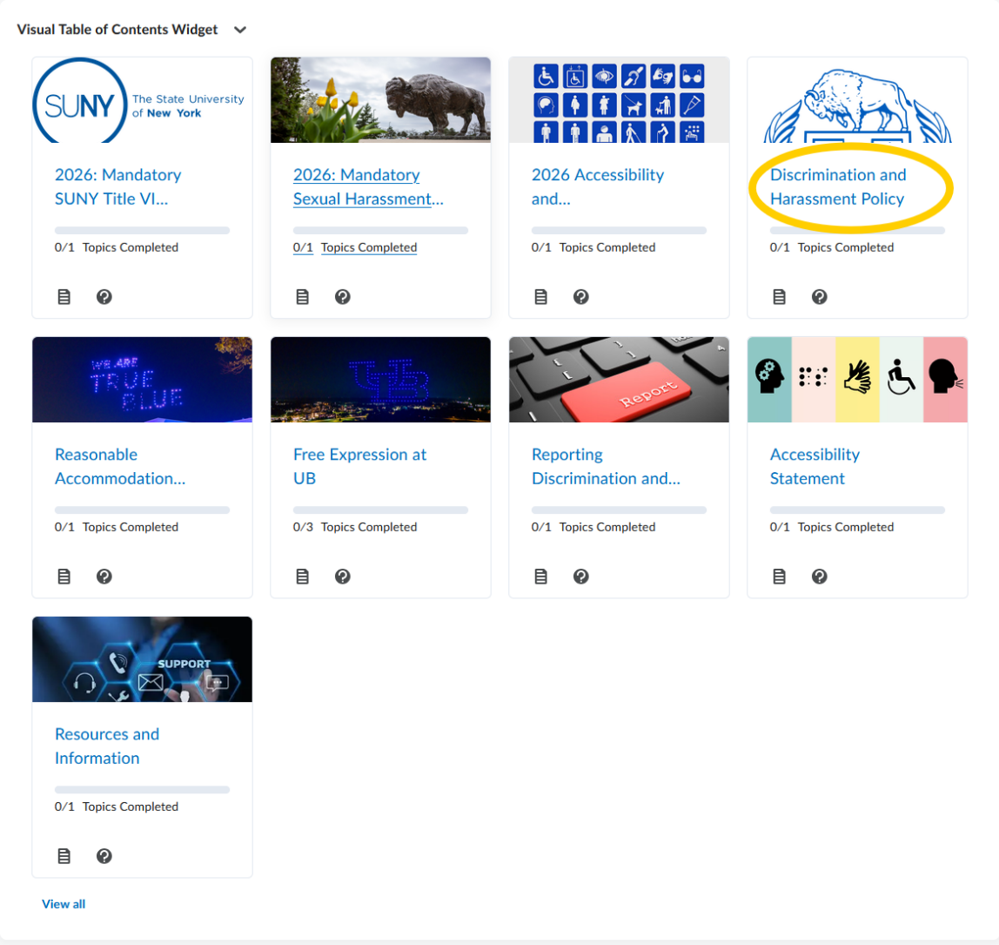 Visual Table of Contents Widget
SUNY The State University
of New York
2026: Mandatory
SUNY Title VI...
0/1 Topics Completed
2026: Mandatory
Sexual Harassment...
0/1 Topics Completed
2026 Accessibility
and...
0/1 Topics Completed
Discrimination and
Harassment Policy
0/1 Topics Completed
WE ARE
TRUE
BLUE
Reasonable
Accommodation...
0/1 Topics Completed
UB
Free Expression at
UB
0/3 Topics Completed
Report
Reporting
Discrimination and...
0/1 Topics Completed
Accessibility
Statement
0/1 Topics Completed
SUPPORT
Resources and
Information
0/1 Topics Completed
View all